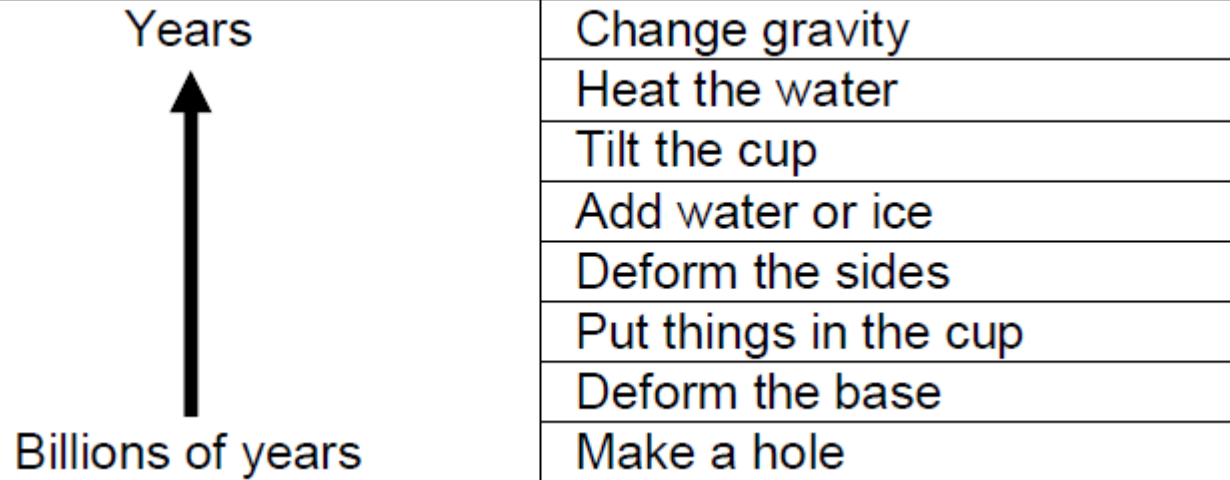 Years
Billions of years
Change gravity
Heat the water
Tilt the cup
Add water or ice
Deform the sides
Put things in the cup
Deform the base
Make a hole